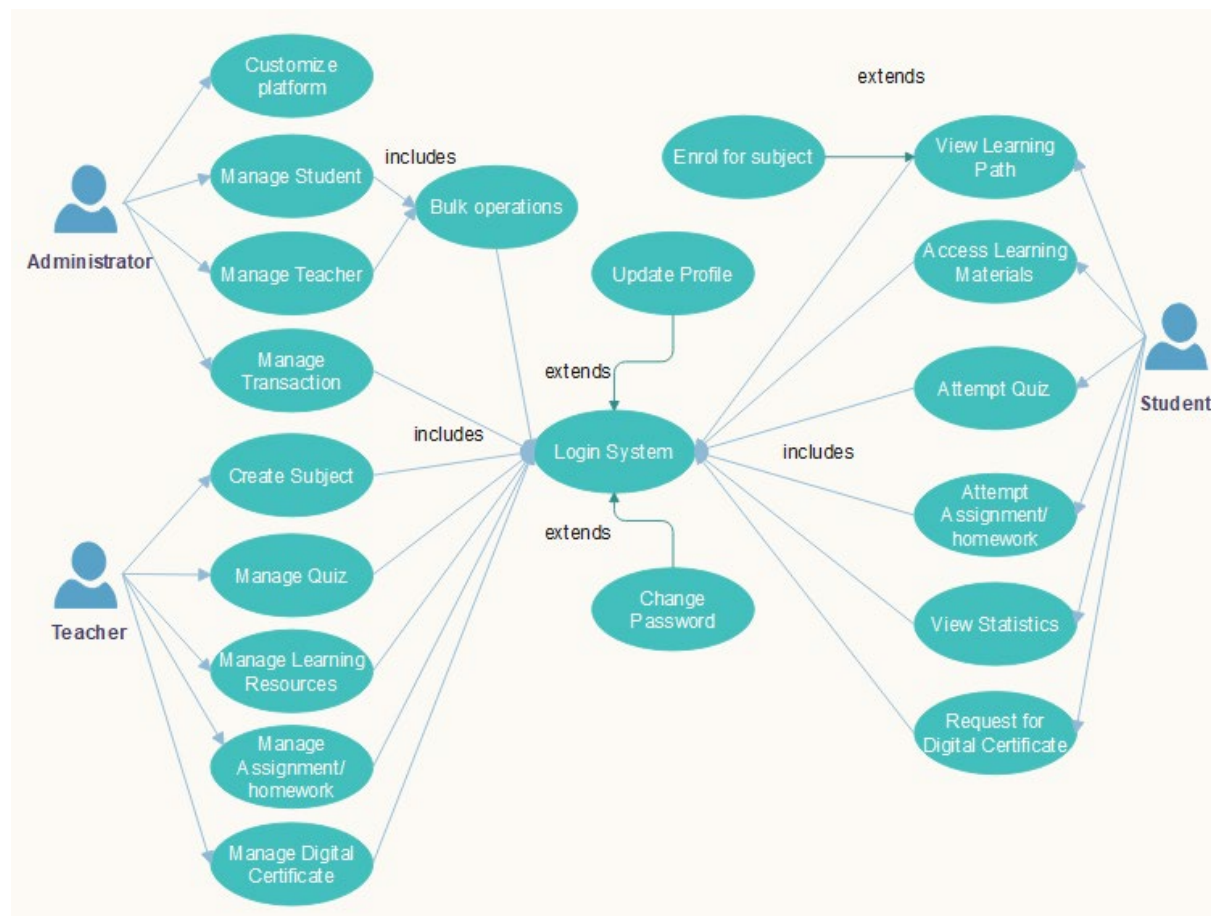 Customize
platform
extends
Enrol for subject
View Learning
Path
includes
Manage Student
Bulk operations
Administrator
Manage Teacher
Update Profile
Access Learning
Materials
Manage
Transaction
extends
Attempt Quiz
Student
includes
Login System
includes
Create Subject
Attempt
Assignment/
homework
extends
Manage Quiz
Change
Password
Teacher
View Statistics
Manage Learning
Resources
Request for
Digital Certificate
Manage
Assignment/
homework
Manage Digital
Certificate